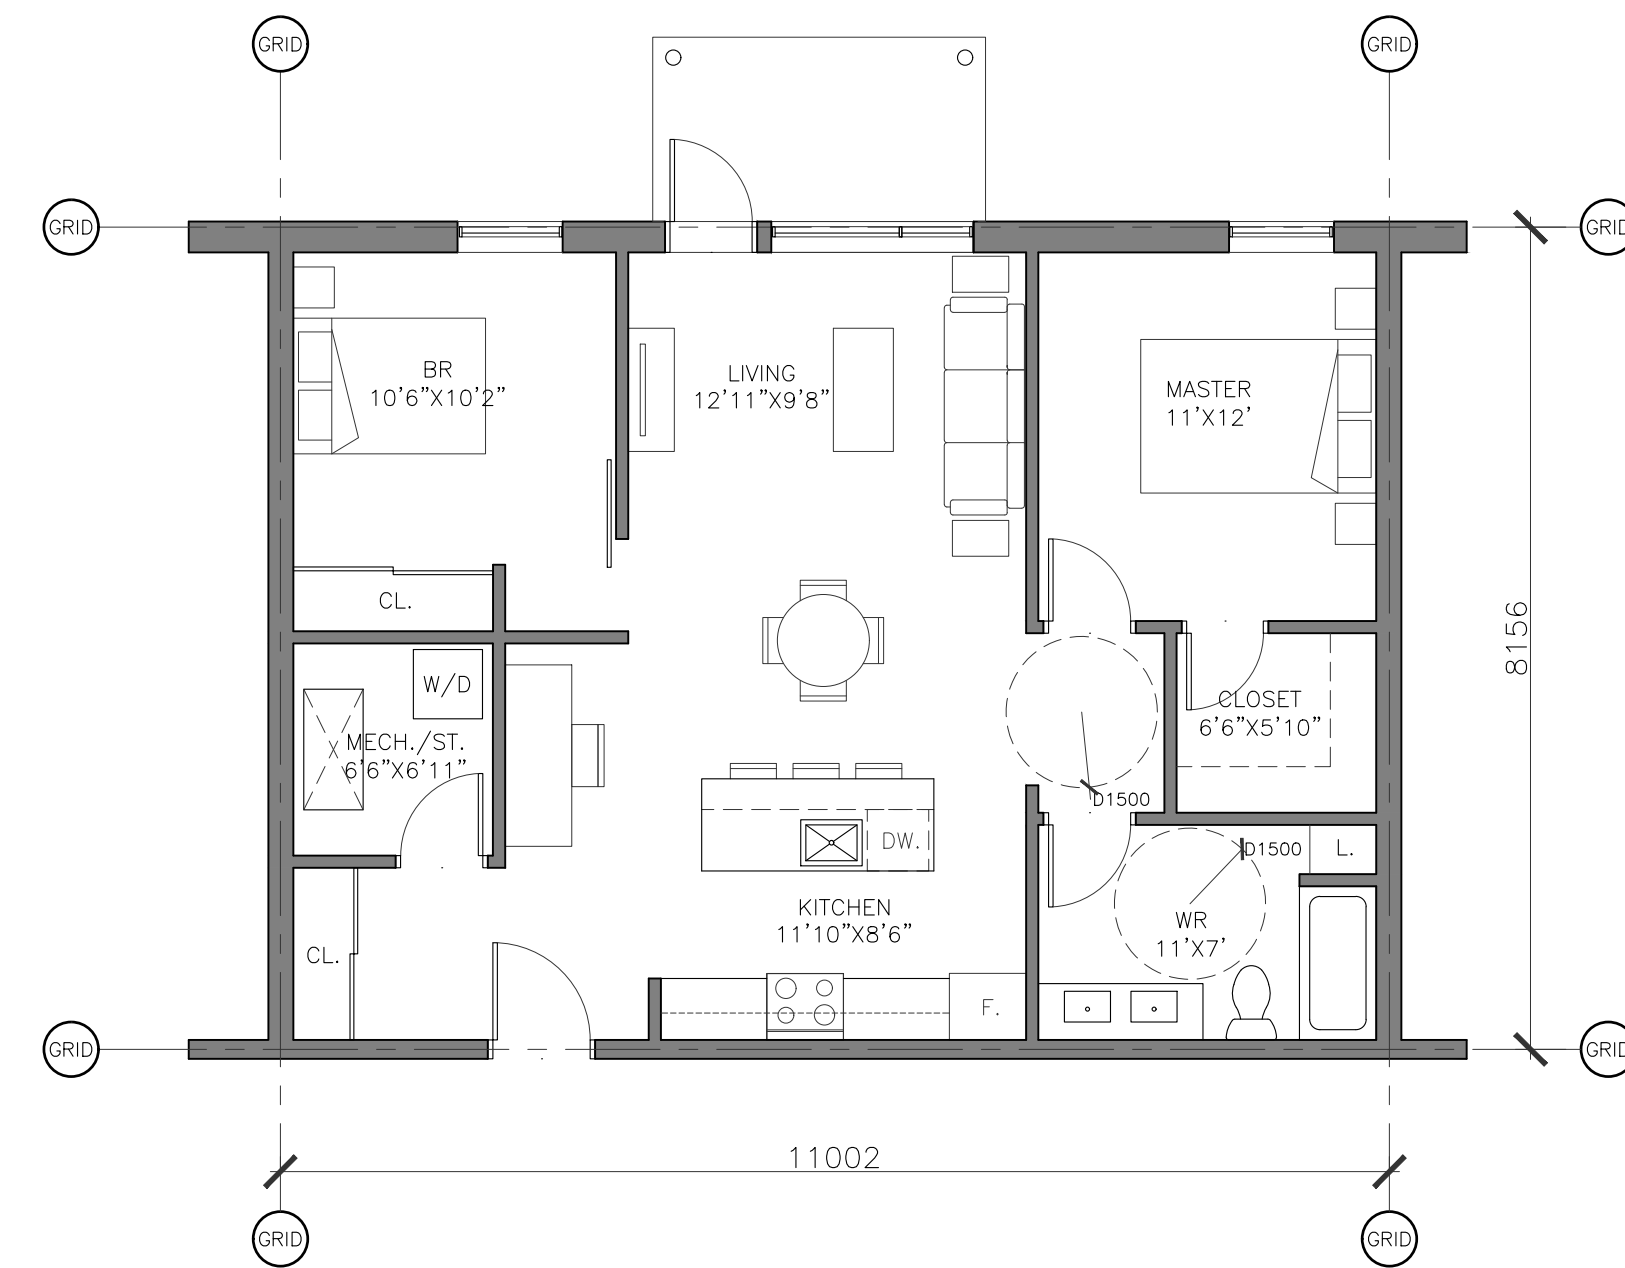 GRID
GRID
GRID
GRID
BR
10'6"X10'2"
LIVING
12'11"X9'8"
MASTER
11'X12'
CL.
8156
W/D
MECH./ST.
6'6"X6'11"
CLOSET
6'6"X5'10"
D1500
DW.
D1500
L.
KITCHEN
11'10"X8'6"
WR
11'X7'
CL.
F.
GRID
GRID
11002
GRID
GRID